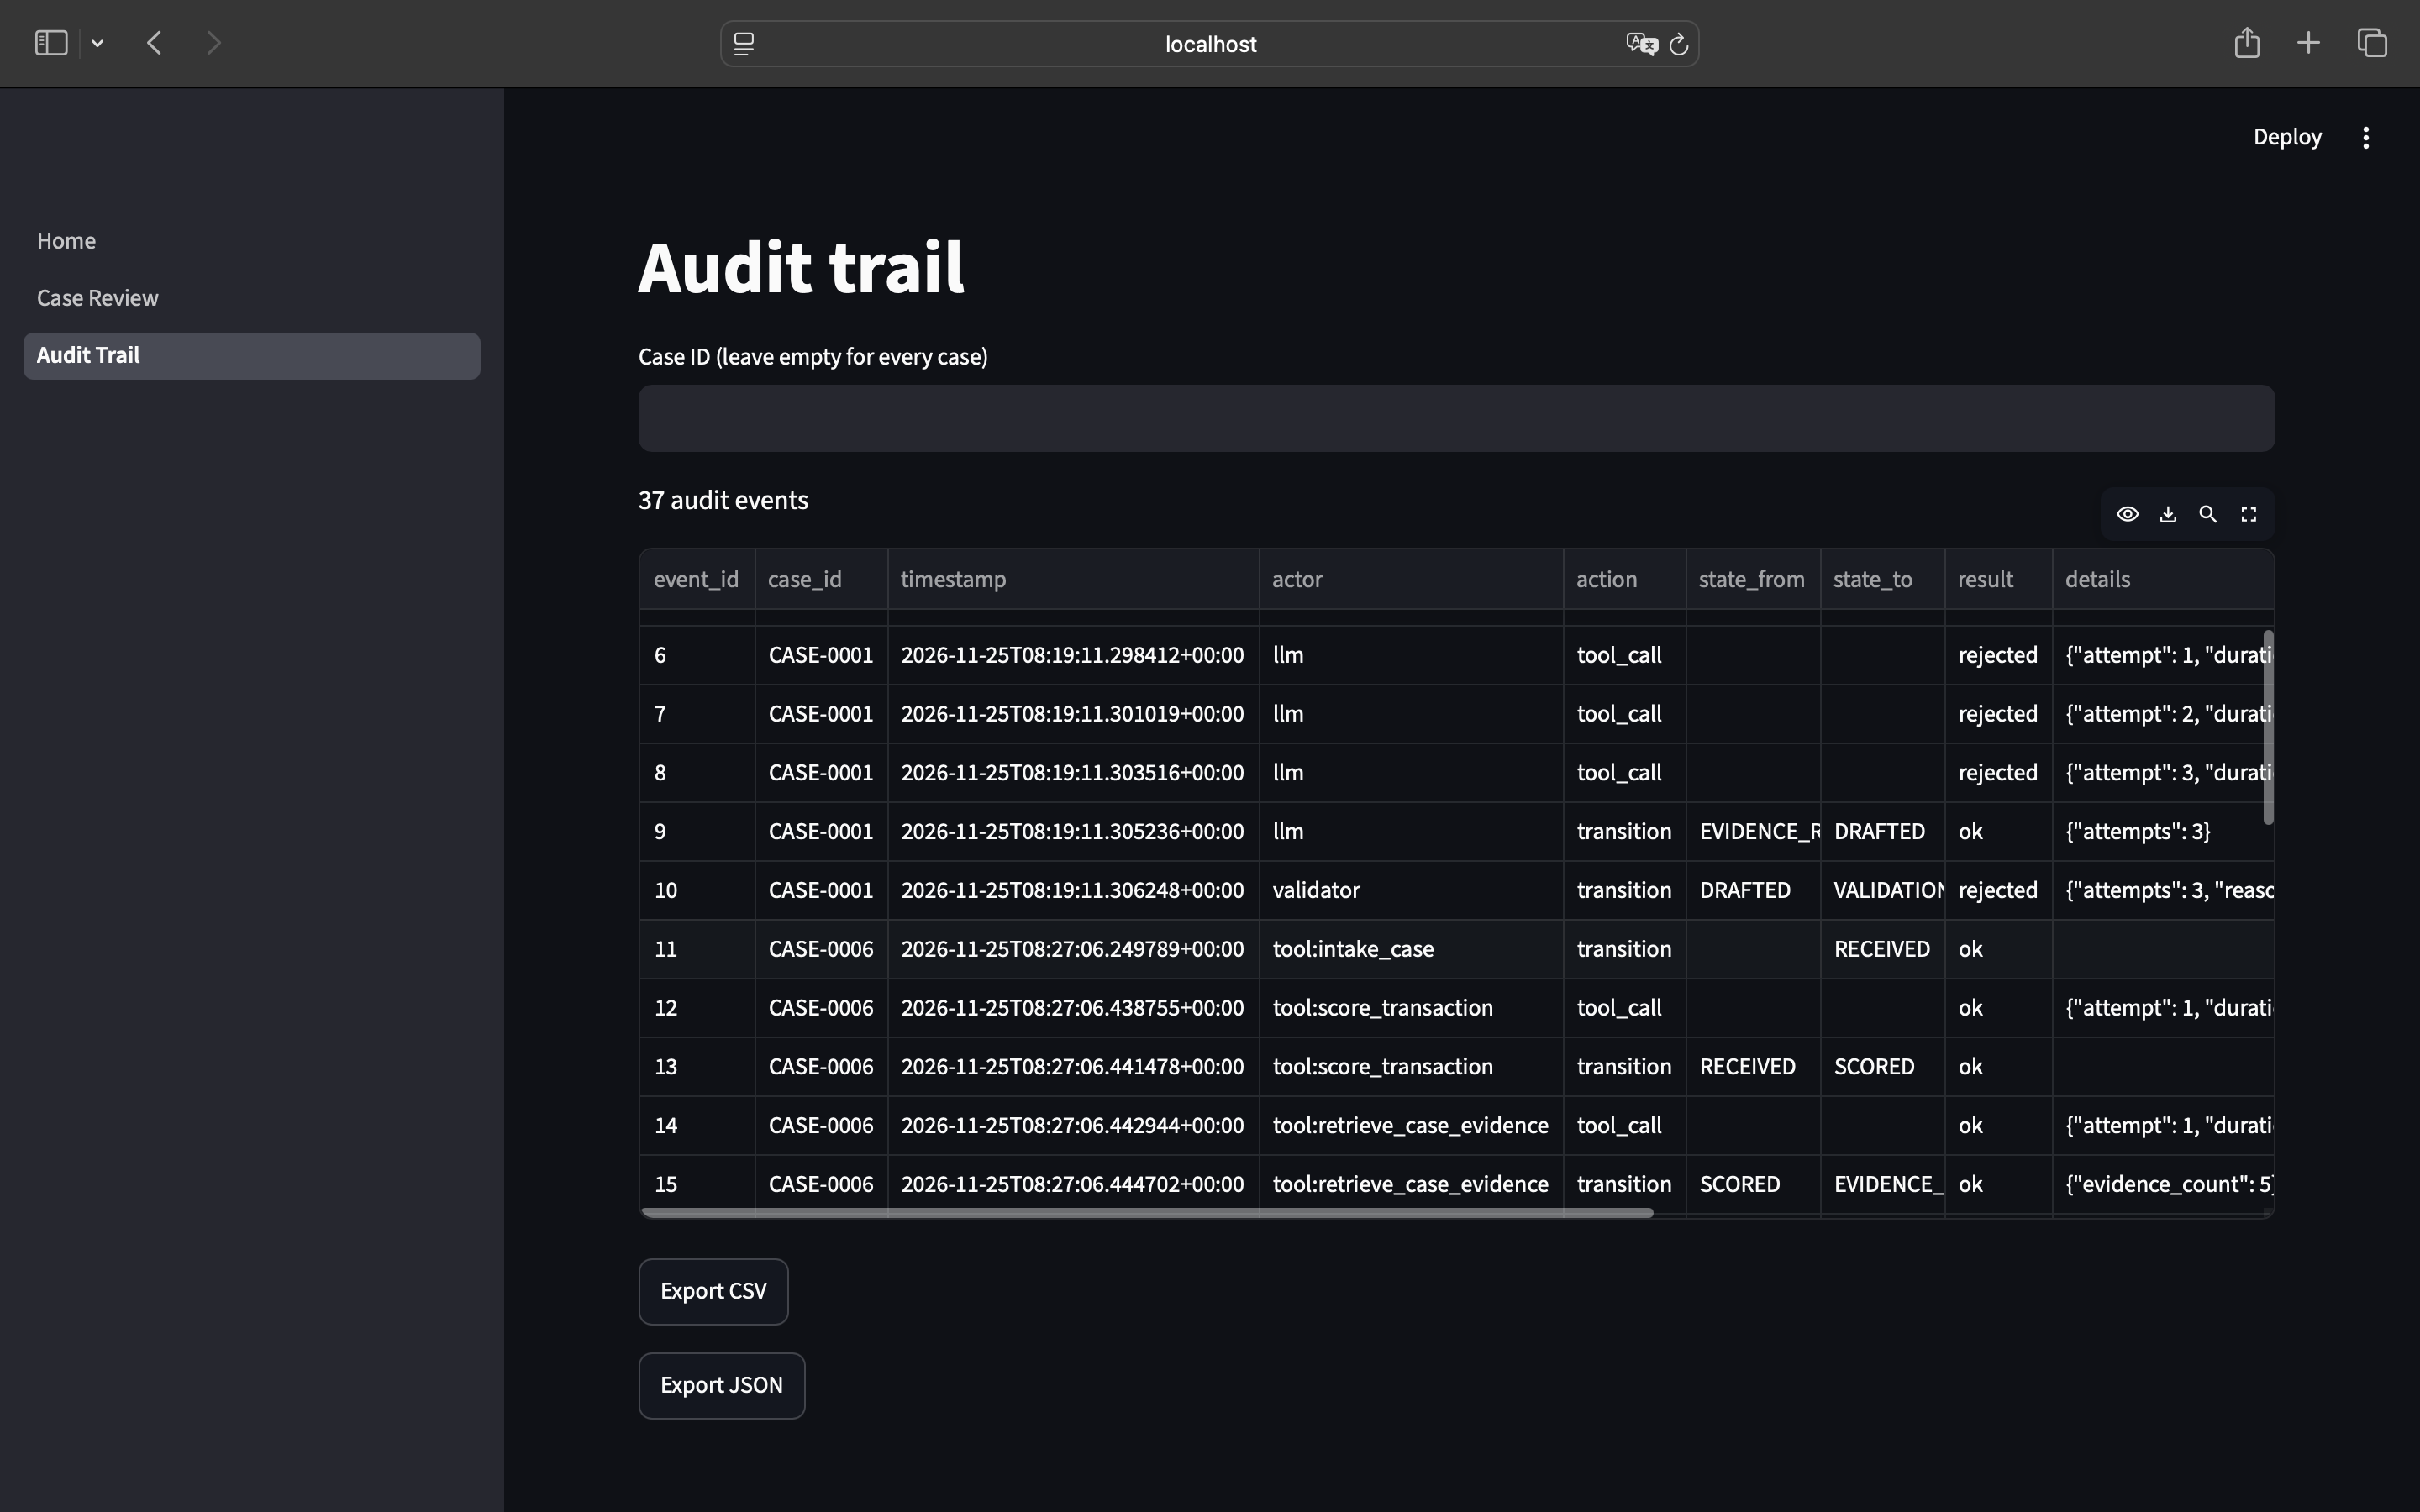 localhost
Deploy
Home
Case Review
Audit Trail
Audit trail
Case ID (leave empty for every case)
37 audit events
event_id case_id timestamp actor action state_from state_to result details
6 CASE-0001 2026-11-25T08:19:11.298412+00:00 llm tool_call rejected {"attempt": 1, "durati
7 CASE-0001 2026-11-25T08:19:11.301019+00:00 llm tool_call rejected {"attempt": 2, "durati
8 CASE-0001 2026-11-25T08:19:11.303516+00:00 llm tool_call rejected {"attempt": 3, "durati
9 CASE-0001 2026-11-25T08:19:11.305236+00:00 llm transition EVIDENCE_R DRAFTED ok {"attempts": 3}
10 CASE-0001 2026-11-25T08:19:11.306248+00:00 validator transition DRAFTED VALIDATION rejected {"attempts": 3, "reaso
11 CASE-0006 2026-11-25T08:27:06.249789+00:00 tool:intake_case transition RECEIVED ok
12 CASE-0006 2026-11-25T08:27:06.438755+00:00 tool:score_transaction tool_call ok {"attempt": 1, "durati
13 CASE-0006 2026-11-25T08:27:06.441478+00:00 tool:score_transaction transition RECEIVED SCORED ok
14 CASE-0006 2026-11-25T08:27:06.442944+00:00 tool:retrieve_case_evidence tool_call ok {"attempt": 1, "durati
15 CASE-0006 2026-11-25T08:27:06.444702+00:00 tool:retrieve_case_evidence transition SCORED EVIDENCE_ ok {"evidence_count": 5}
Export CSV
Export JSON